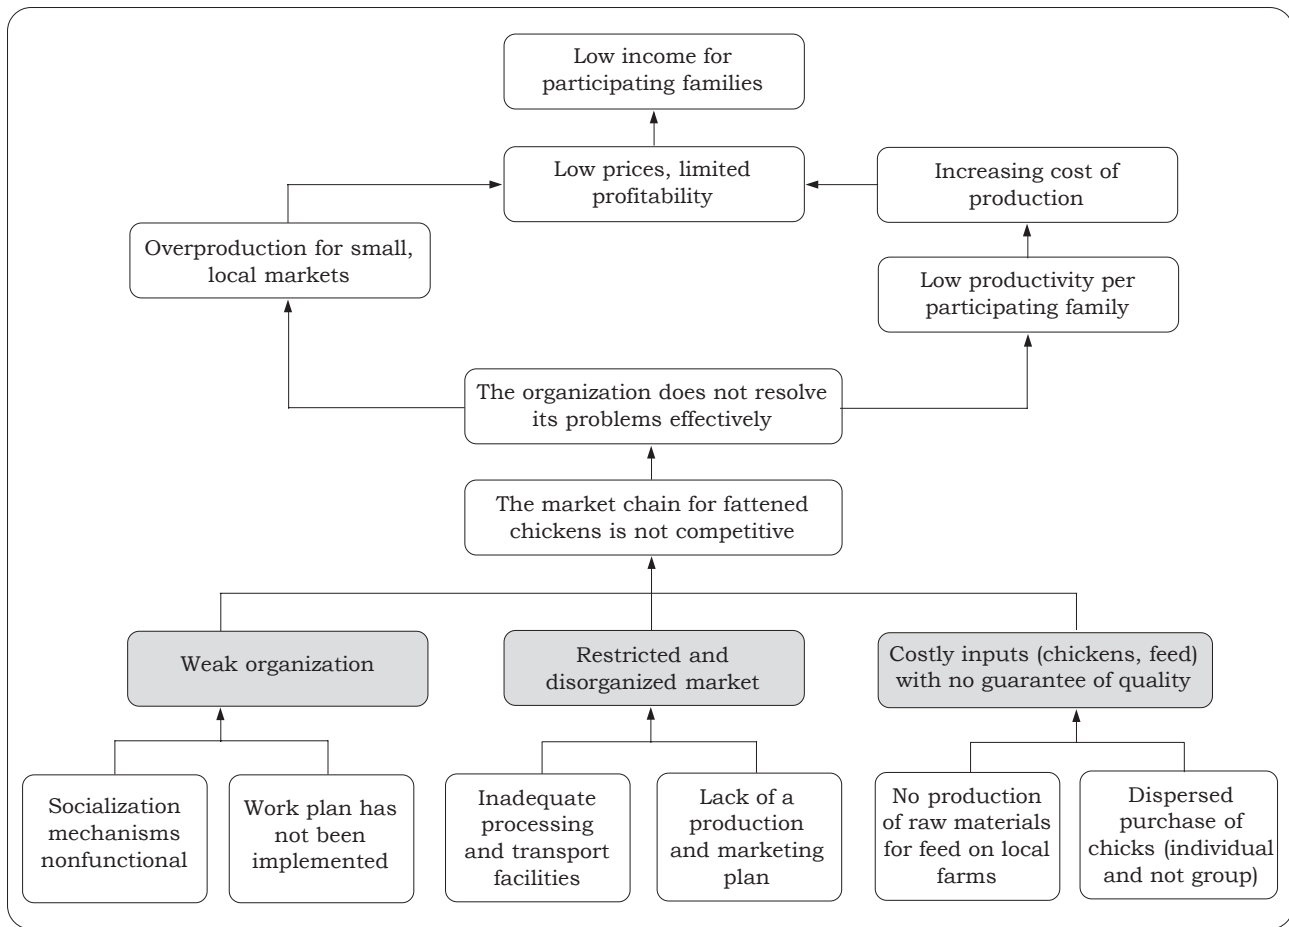 Low income for
participating families
Low prices, limited
profitability
Increasing cost of
production
Overproduction for small,
local markets
Low productivity per
participating family
The organization does not resolve
its problems effectively
The market chain for fattened
chickens is not competitive
Weak organization
Restricted and
disorganized market
Costly inputs (chickens, feed)
with no guarantee of quality
Socialization
mechanisms
nonfunctional
Work plan has
not been
implemented
Inadequate
processing
and transport
facilities
Lack of a
production
and marketing
plan
No production
of raw materials
for feed on local
farms
Dispersed
purchase of
chicks (individual
and not group)